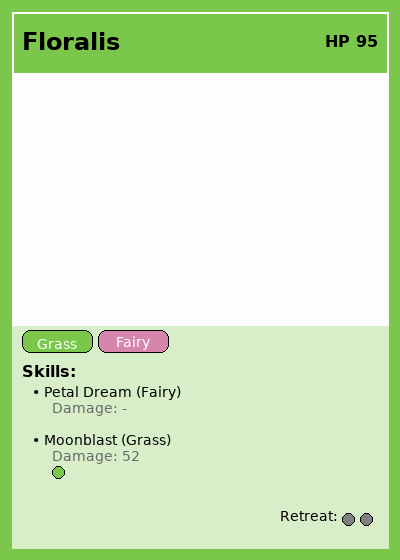 Floralis HP 95
Grass Fairy
Skills:
• Petal Dream (Fairy)
Damage: -
• Moonblast (Grass)
Damage: 52
Retreat: